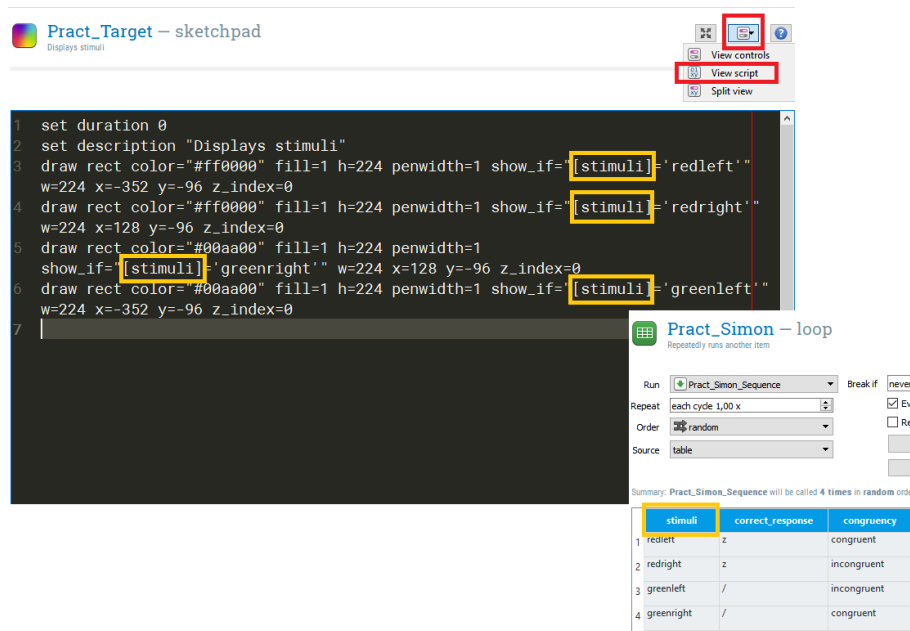 Pract_Target — sketchpad
Displays stimuli
View controls
View script
Split view
1 set duration 0
2 set description "Displays stimuli"
3 draw rect color="#ff0000" fill=1 h=224 penwidth=1 show_if="[stimuli]='redleft'"
w=224 x=-352 y=-96 z_index=0
4 draw rect color="#ff0000" fill=1 h=224 penwidth=1 show_if="[stimuli]='redright'"
w=224 x=128 y=-96 z_index=0
5 draw rect color="#00aa00" fill=1 h=224 penwidth=1
show_if="[stimuli]='greenright'" w=224 x=128 y=-96 z_index=0
6 draw rect color="#00aa00" fill=1 h=224 penwidth=1 show_if="[stimuli]='greenleft'"
w=224 x=-352 y=-96 z_index=0
7
Pract_Simon — loop
Repeatedly runs another item
Run Pract_Simon_Sequence Break if never
Repeat each cycle 1,00 x Ev
Order random Re
Source table
Summary: Pract_Simon_Sequence will be called 4 times in random orde
stimuli correct_response congruency
1 redleft z congruent
2 redright z incongruent
3 greenleft / incongruent
4 greenright / congruent